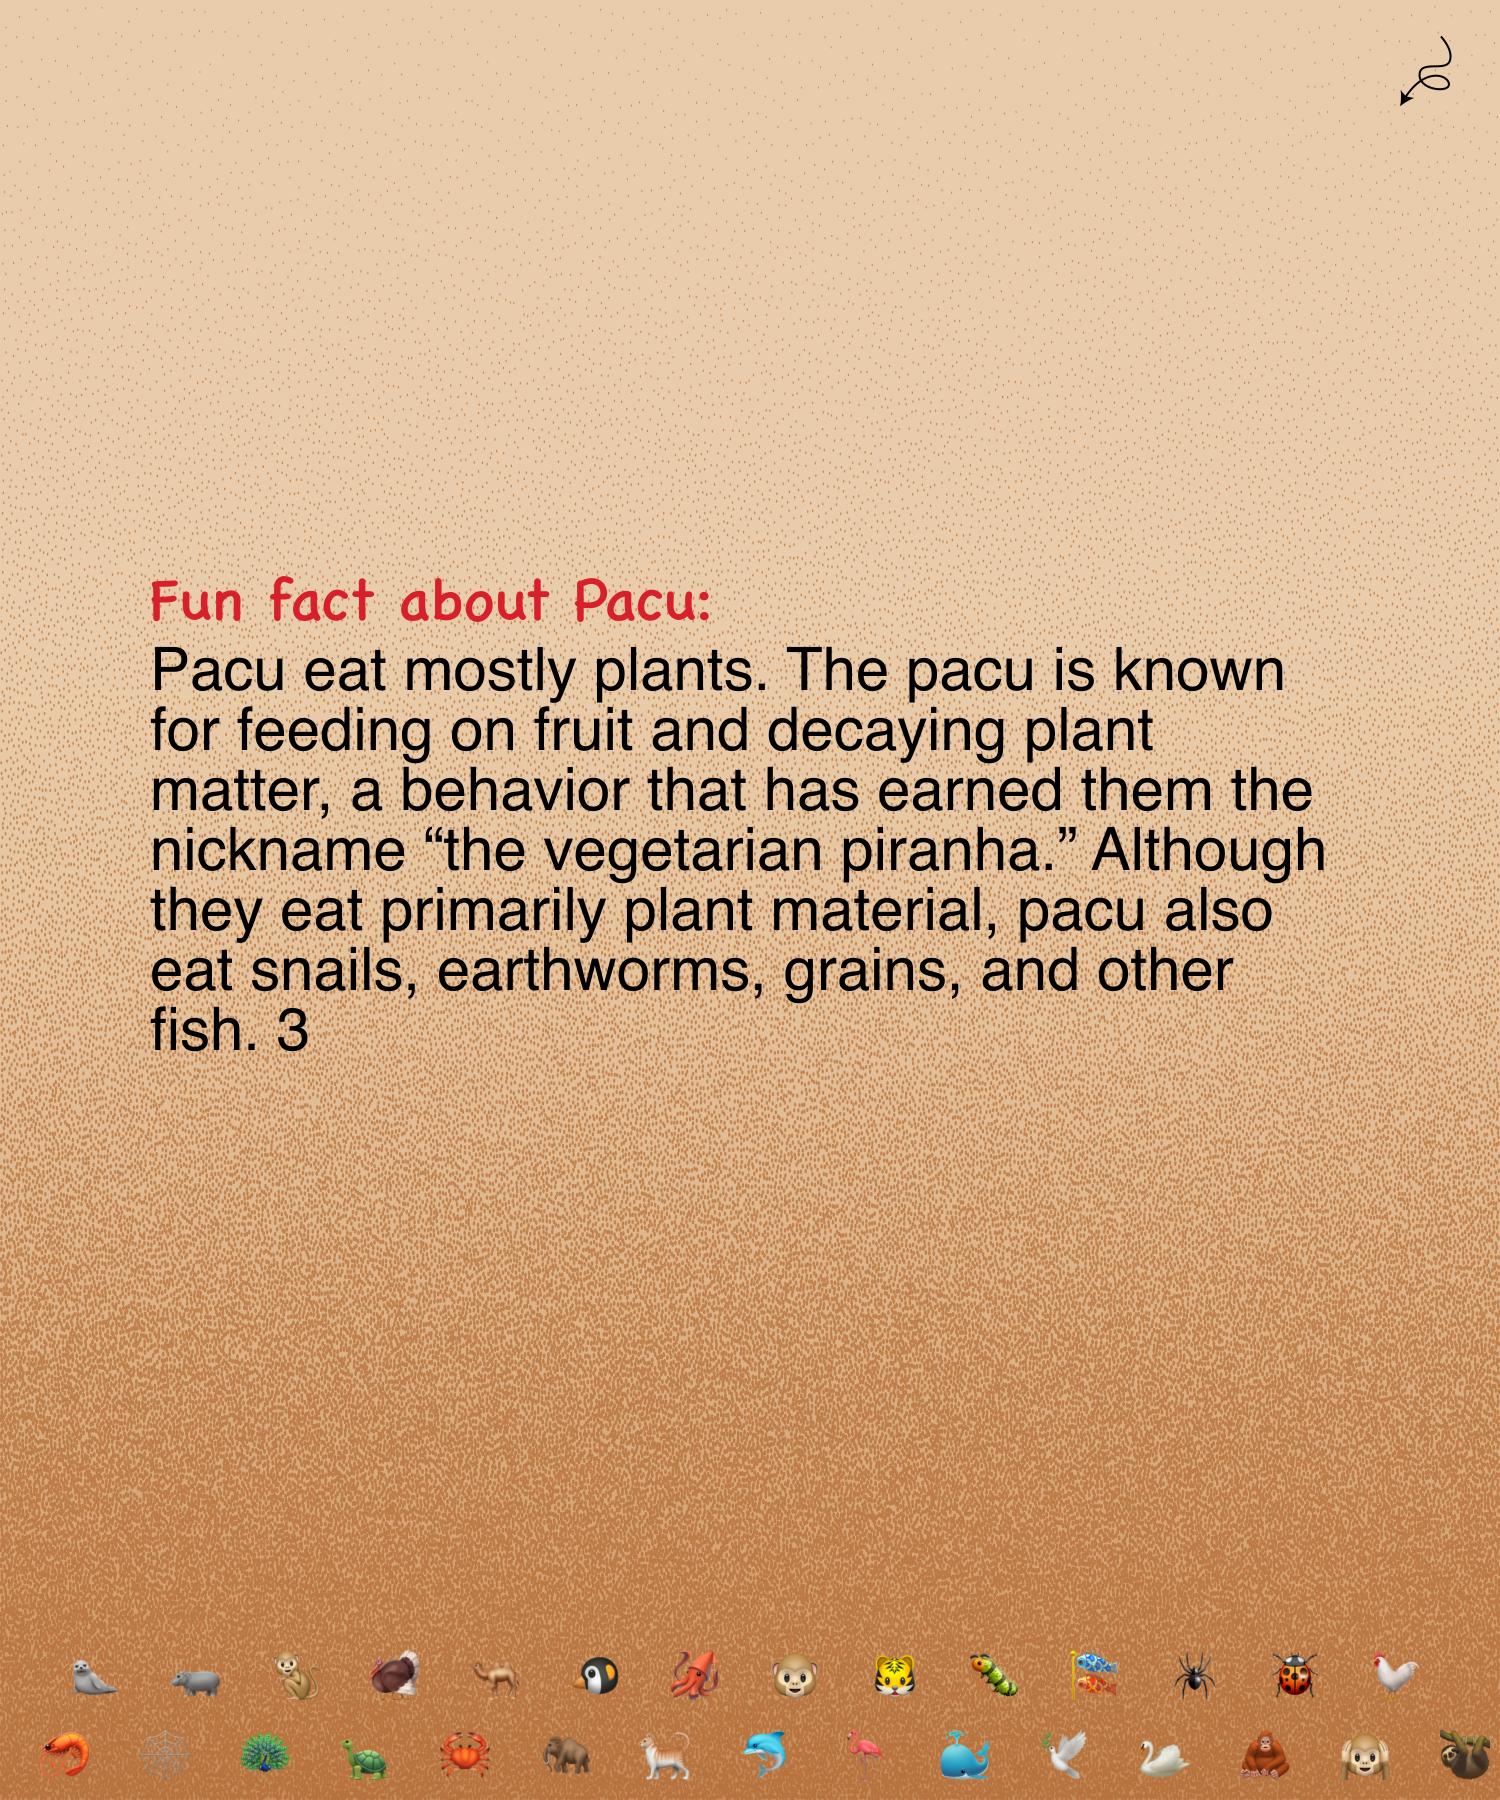 Fun fact about Pacu:
Pacu eat mostly plants. The pacu is known
for feeding on fruit and decaying plant
matter, a behavior that has earned them the
nickname “the vegetarian piranha.” Although
they eat primarily plant material, pacu also
eat snails, earthworms, grains, and other
fish. 3